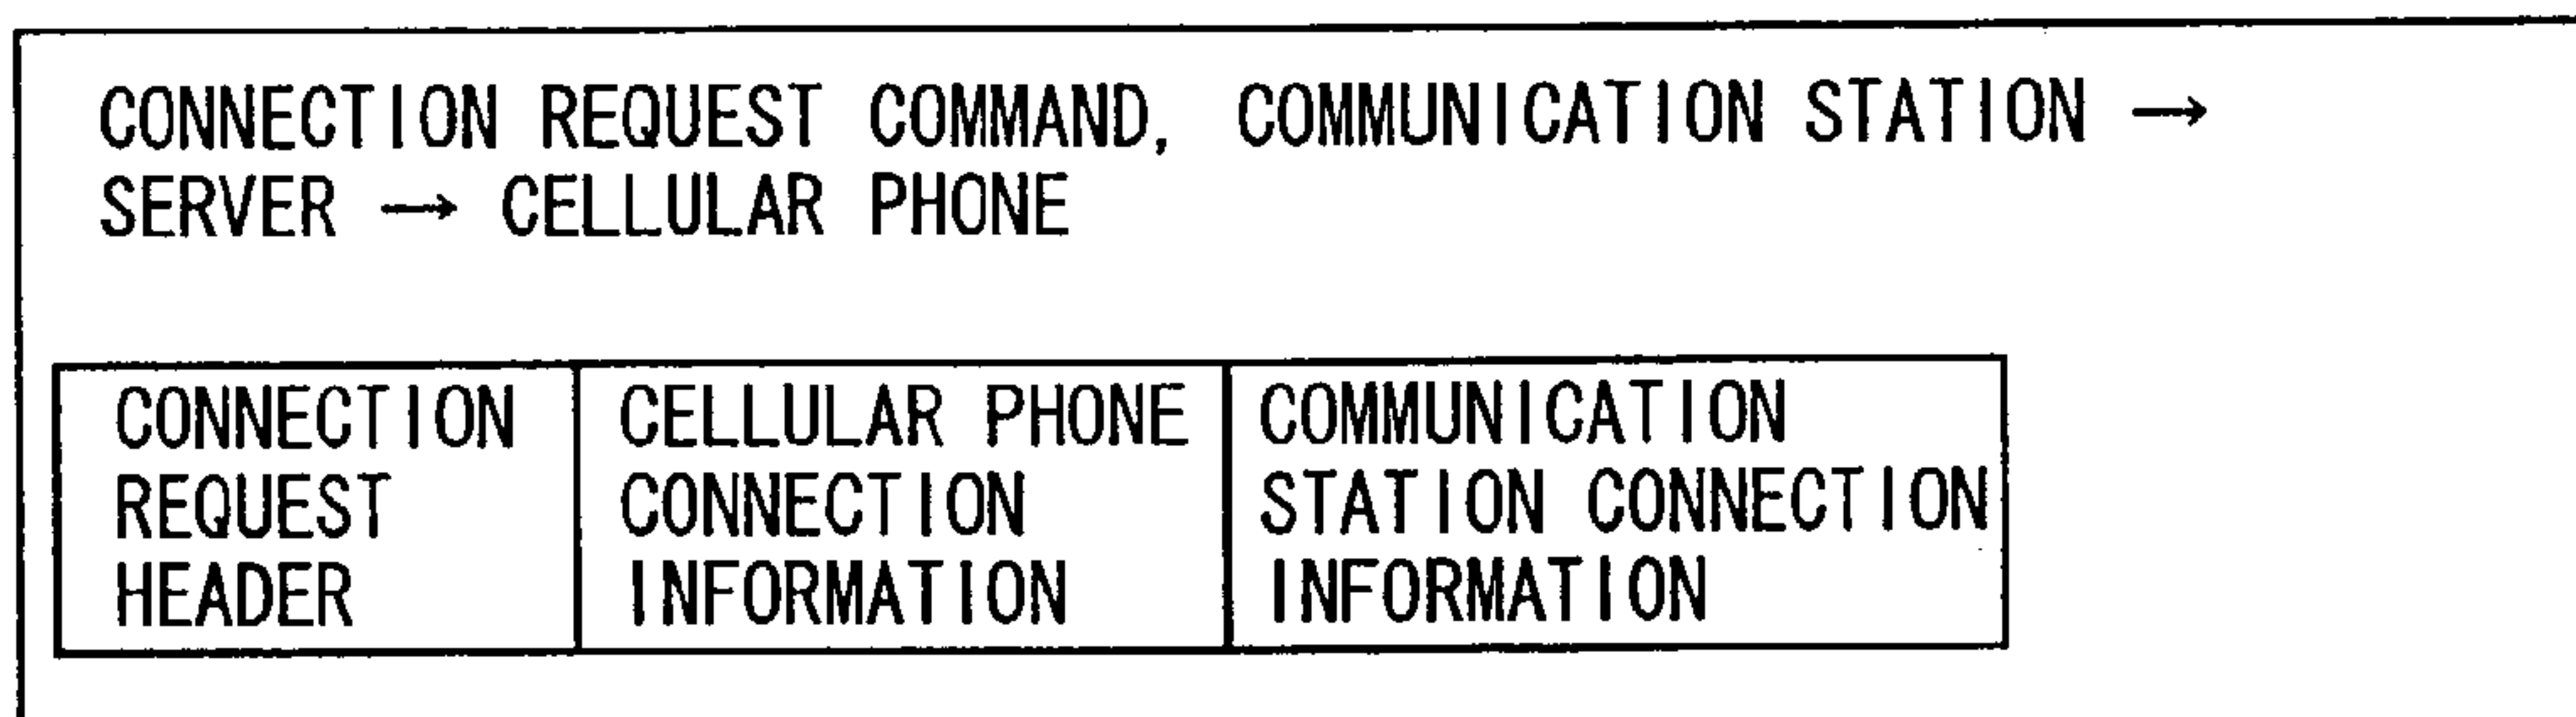 CONNECTION REQUEST COMMAND, COMMUNICATION STATION →
SERVER → CELLULAR PHONE
CONNECTION
REQUEST
HEADER
CELLULAR PHONE
CONNECTION
INFORMATION
COMMUNICATION
STATION CONNECTION
INFORMATION